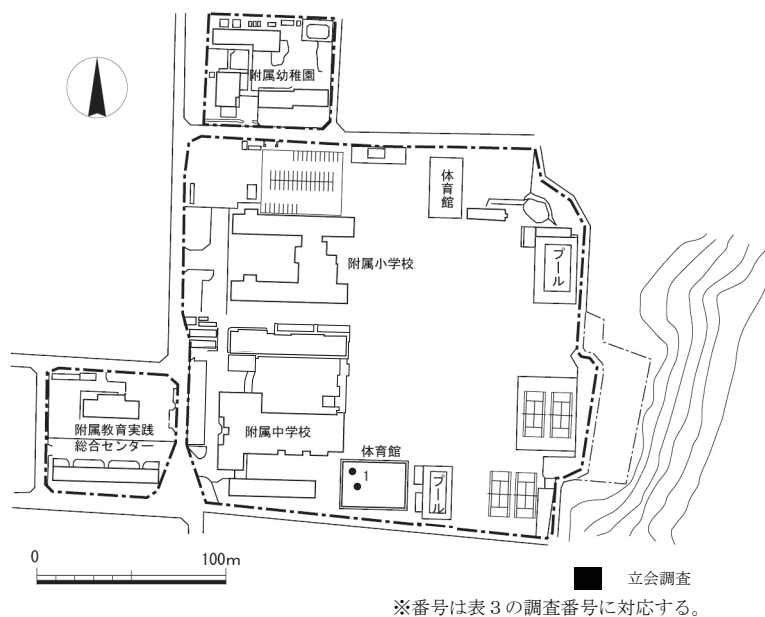 附属幼稚園
体育館
附属小学校
プール
附属教育実践
総合センター
附属中学校
体育館
1
プール
0
100m
立会調査
※番号は表３の調査番号に対応する。